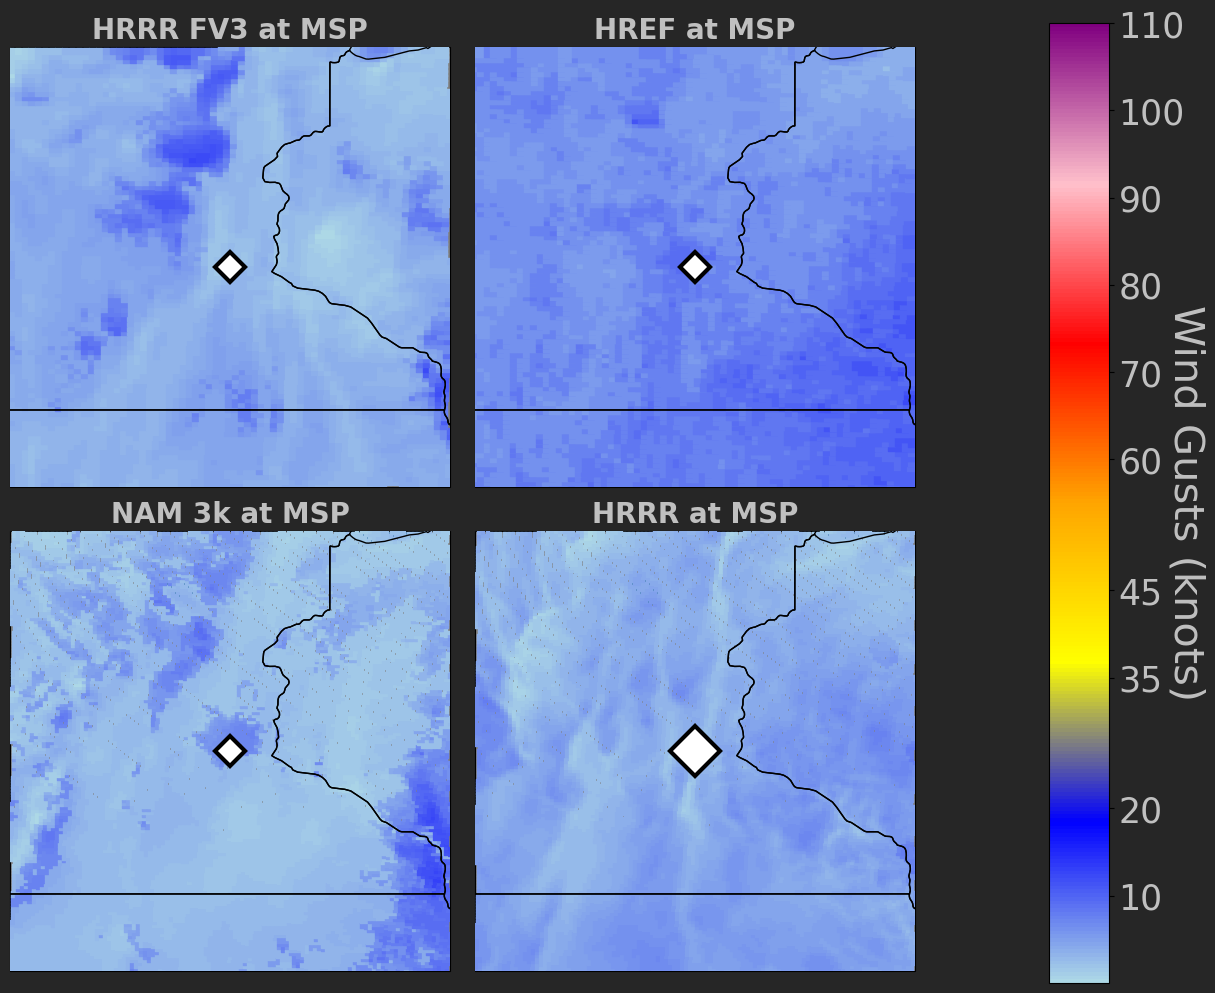 HRRR FV3 at MSP
HREF at MSP
NAM 3k at MSP
HRRR at MSP
110
100
90
80
70
60
45
35
20
10
Wind Gusts (knots)